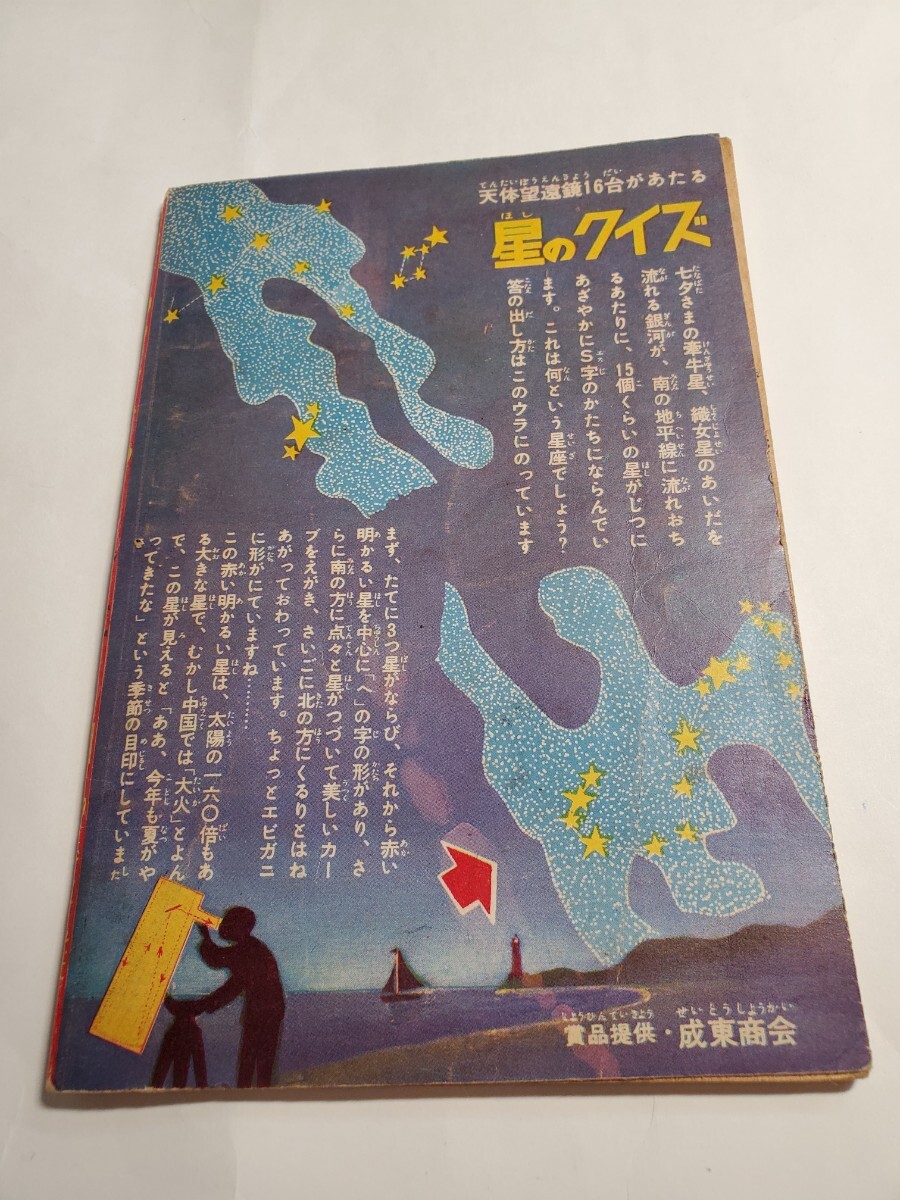 天体望遠鏡16台があたる
星のクイズ
七夕さまの牽牛星、織女星のあいだを
流れる銀河が、南の地平線に流れおち
るあたりに、15個くらいの星がじつに
あざやかにS字のかたちにならんでい
ます。これは何という星座でしょう?
答の出し方はこのウラにのっています
まず、たてに3つ星がならび、それから赤い
明かるい星を中心に「へ」の字の形があり、さ
らに南の方に点々と星がつづいて美しいカー
ブをえがき、さいごに北の方にくるりとはね
あがっておわっています。ちょっとエビガニ
に形がにていますね………
この赤い明かるい星は、太陽の一六〇倍もあ
る大きな星で、むかし中国では「大火」とよん
で、この星が見えると「ああ、今年も夏がや
ってきたな」という季節の目印にしていました
賞品提供・成東商会